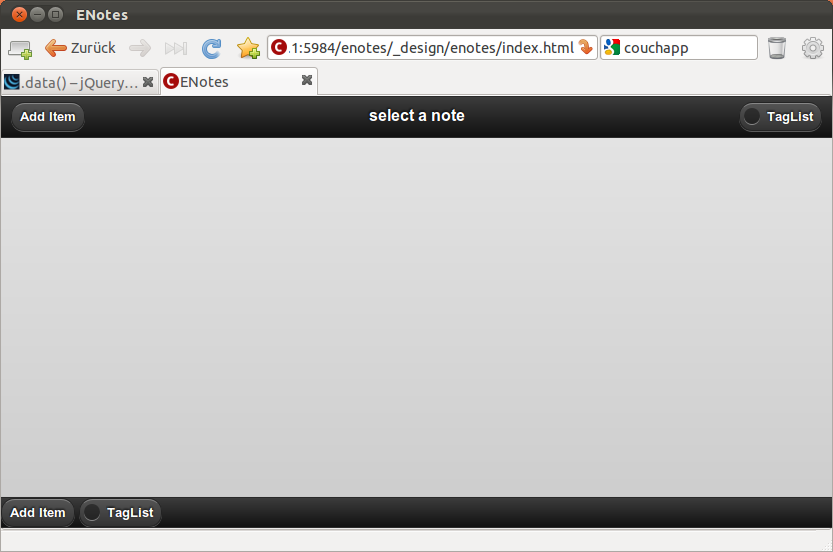 ENotes
Zurück .1:5984/enotes/_design/enotes/index.html couchapp
.data() – jQuery... ENotes
Add Item select a note TagList
Add Item TagList